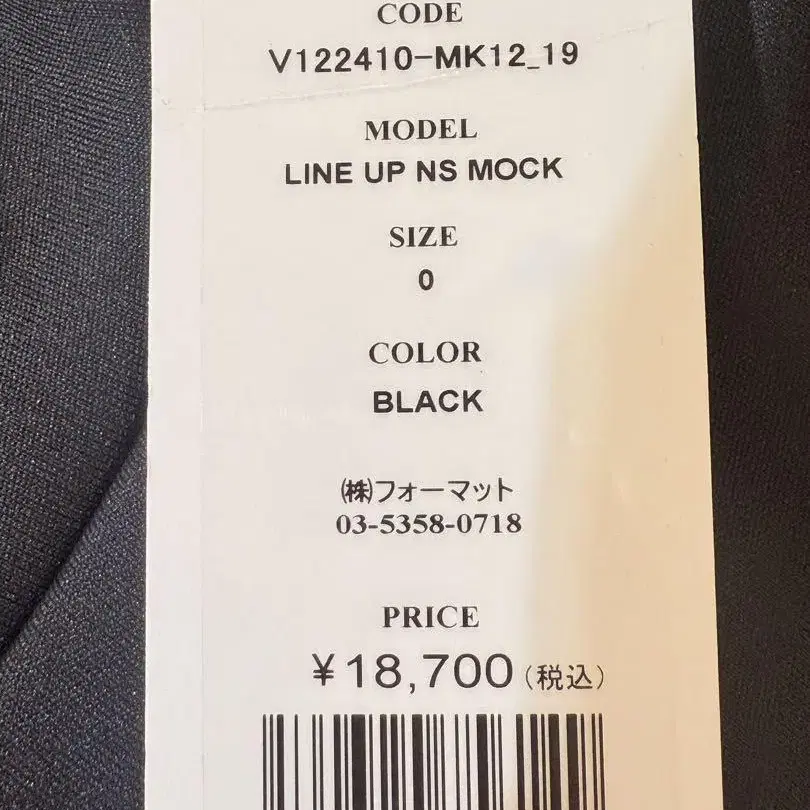 CODE
V122410-MK12_19
MODEL
LINE UP NS MOCK
SIZE
0
COLOR
BLACK
㈱フォーマット
03-5358-0718
PRICE
¥18,700(税込)